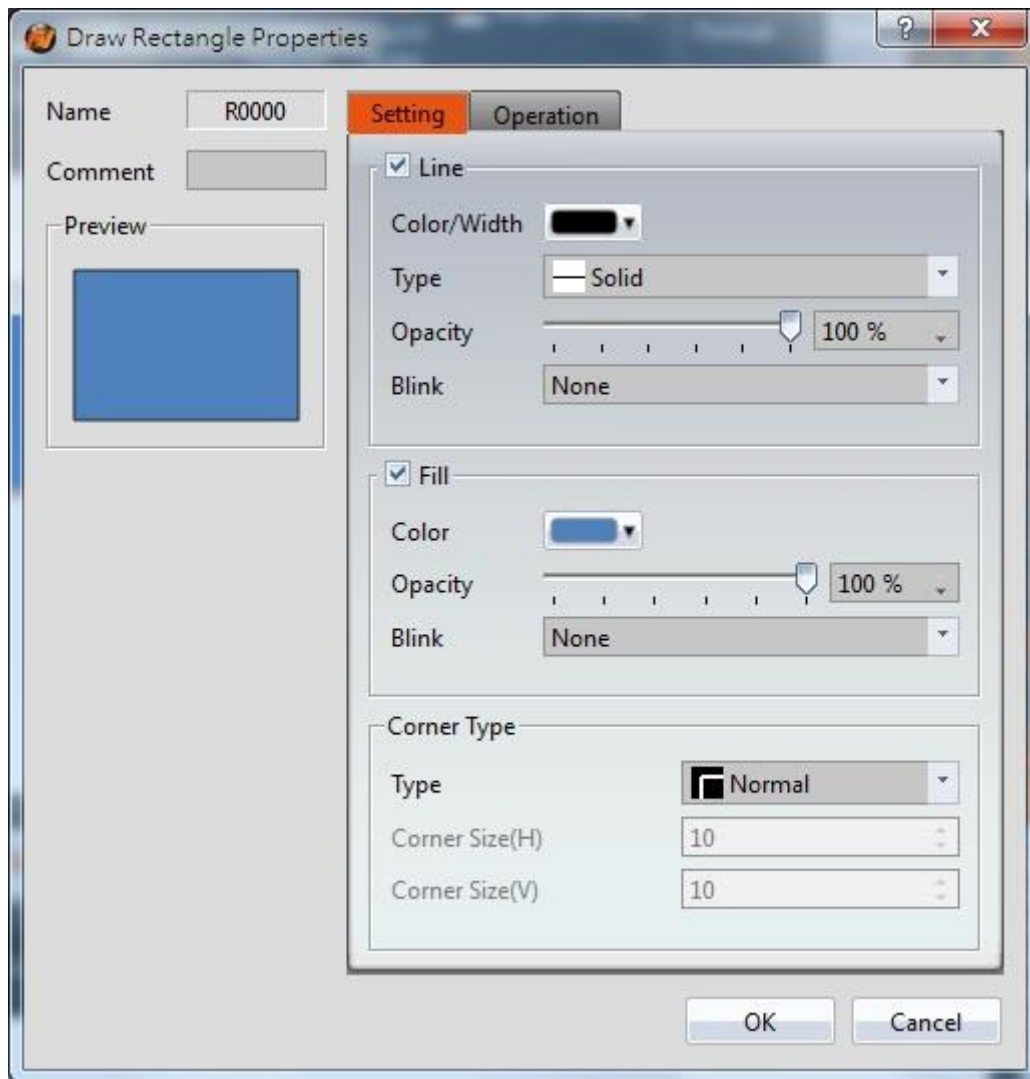 Draw Rectangle Properties
?
X
Name R0000
Comment
Preview
Setting Operation
Line
Color/Width
Type Solid
Opacity 100 %
Blink None
Fill
Color
Opacity 100 %
Blink None
Corner Type
Type Normal
Corner Size(H) 10
Corner Size(V) 10
OK Cancel